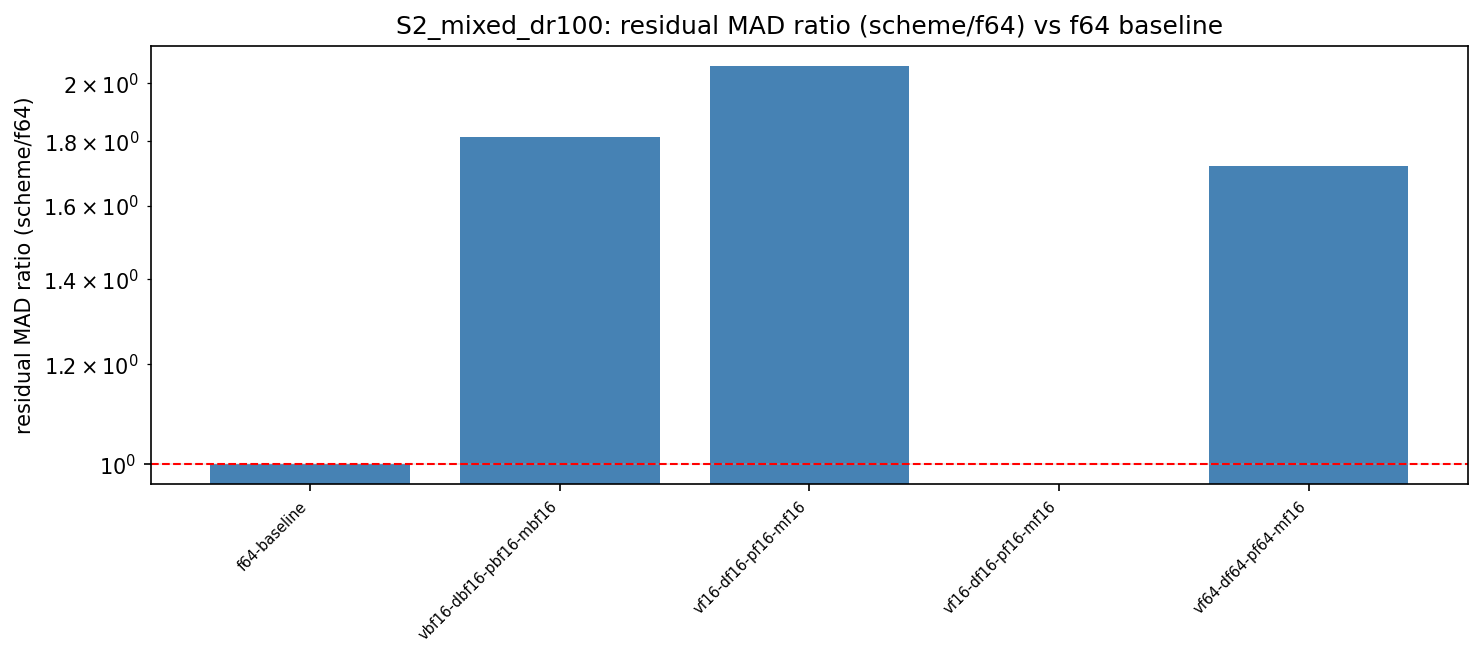 S2_mixed_dr100: residual MAD ratio (scheme/f64) vs f64 baseline
residual MAD ratio (scheme/f64)
2 × 10⁰
1.8 × 10⁰
1.6 × 10⁰
1.4 × 10⁰
1.2 × 10⁰
10⁰
f64-baseline
vbf16-dbf16-pbf16-mbf16
vf16-df16-pf16-mf16
vf16-df16-pf16-mf16
vf64-df64-pf64-mf16